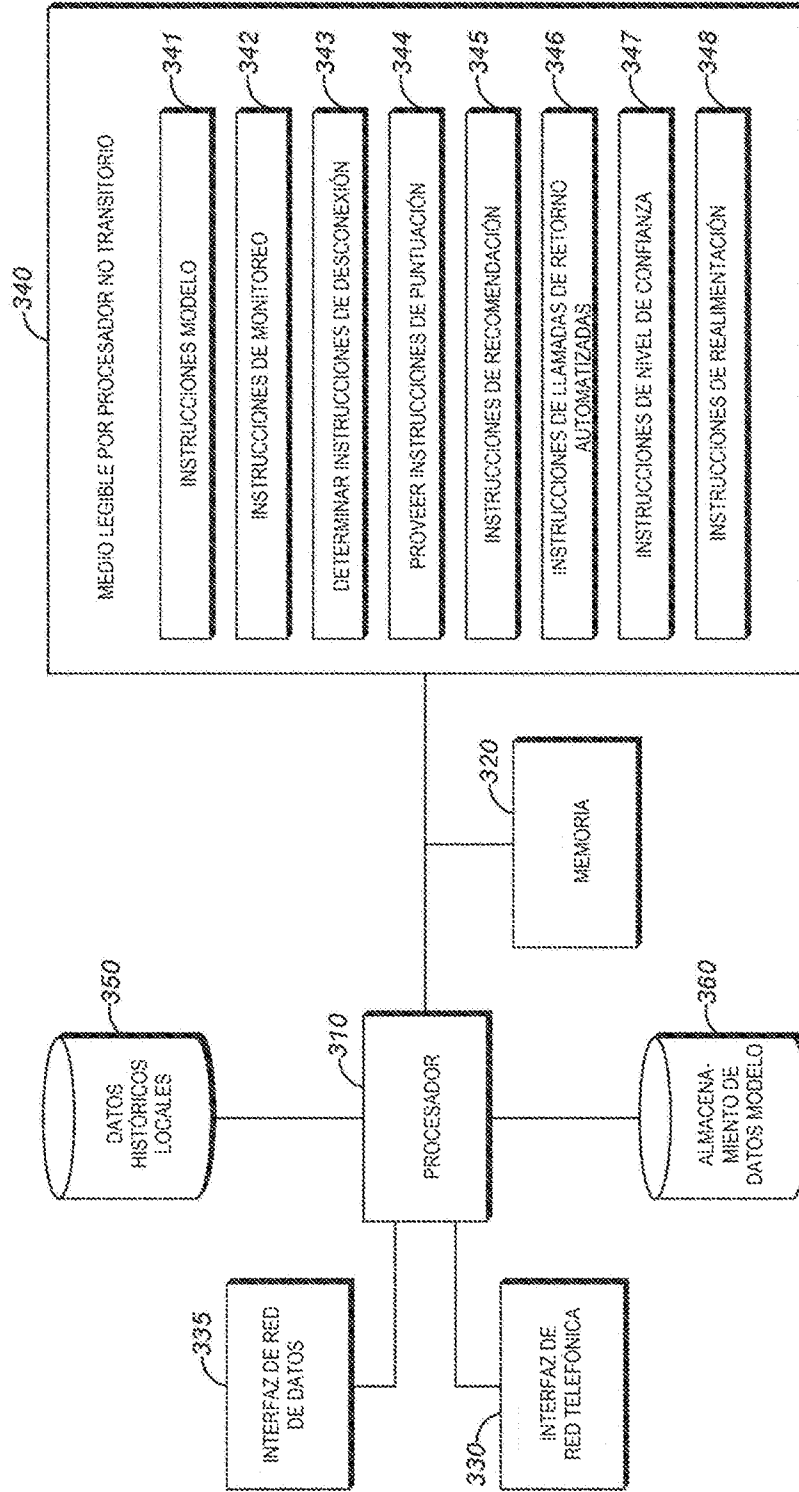 340
MEDIO LEGIBLE POR PROCESADOR NO TRANSITORIO
INSTRUCCIONES MODELO
341
INSTRUCCIONES DE MONITOREO
342
DETERMINAR INSTRUCCIONES DE DESCONEXIÓN
343
PROVEER INSTRUCCIONES DE PUNTUACIÓN
344
INSTRUCCIONES DE RECOMENDACIÓN
345
INSTRUCCIONES DE LLAMADAS DE RETORNO
AUTOMATIZADAS
346
INSTRUCCIONES DE NIVEL DE CONFIANZA
347
INSTRUCCIONES DE REALIMENTACIÓN
348
350
DATOS
HISTÓRICOS
LOCALES
310
PROCESADOR
320
MEMORIA
360
ALMACENA-
MIENTO DE
DATOS MODELO
335
INTERFAZ DE RED
DE DATOS
330
INTERFAZ DE
RED TELEFÓNICA